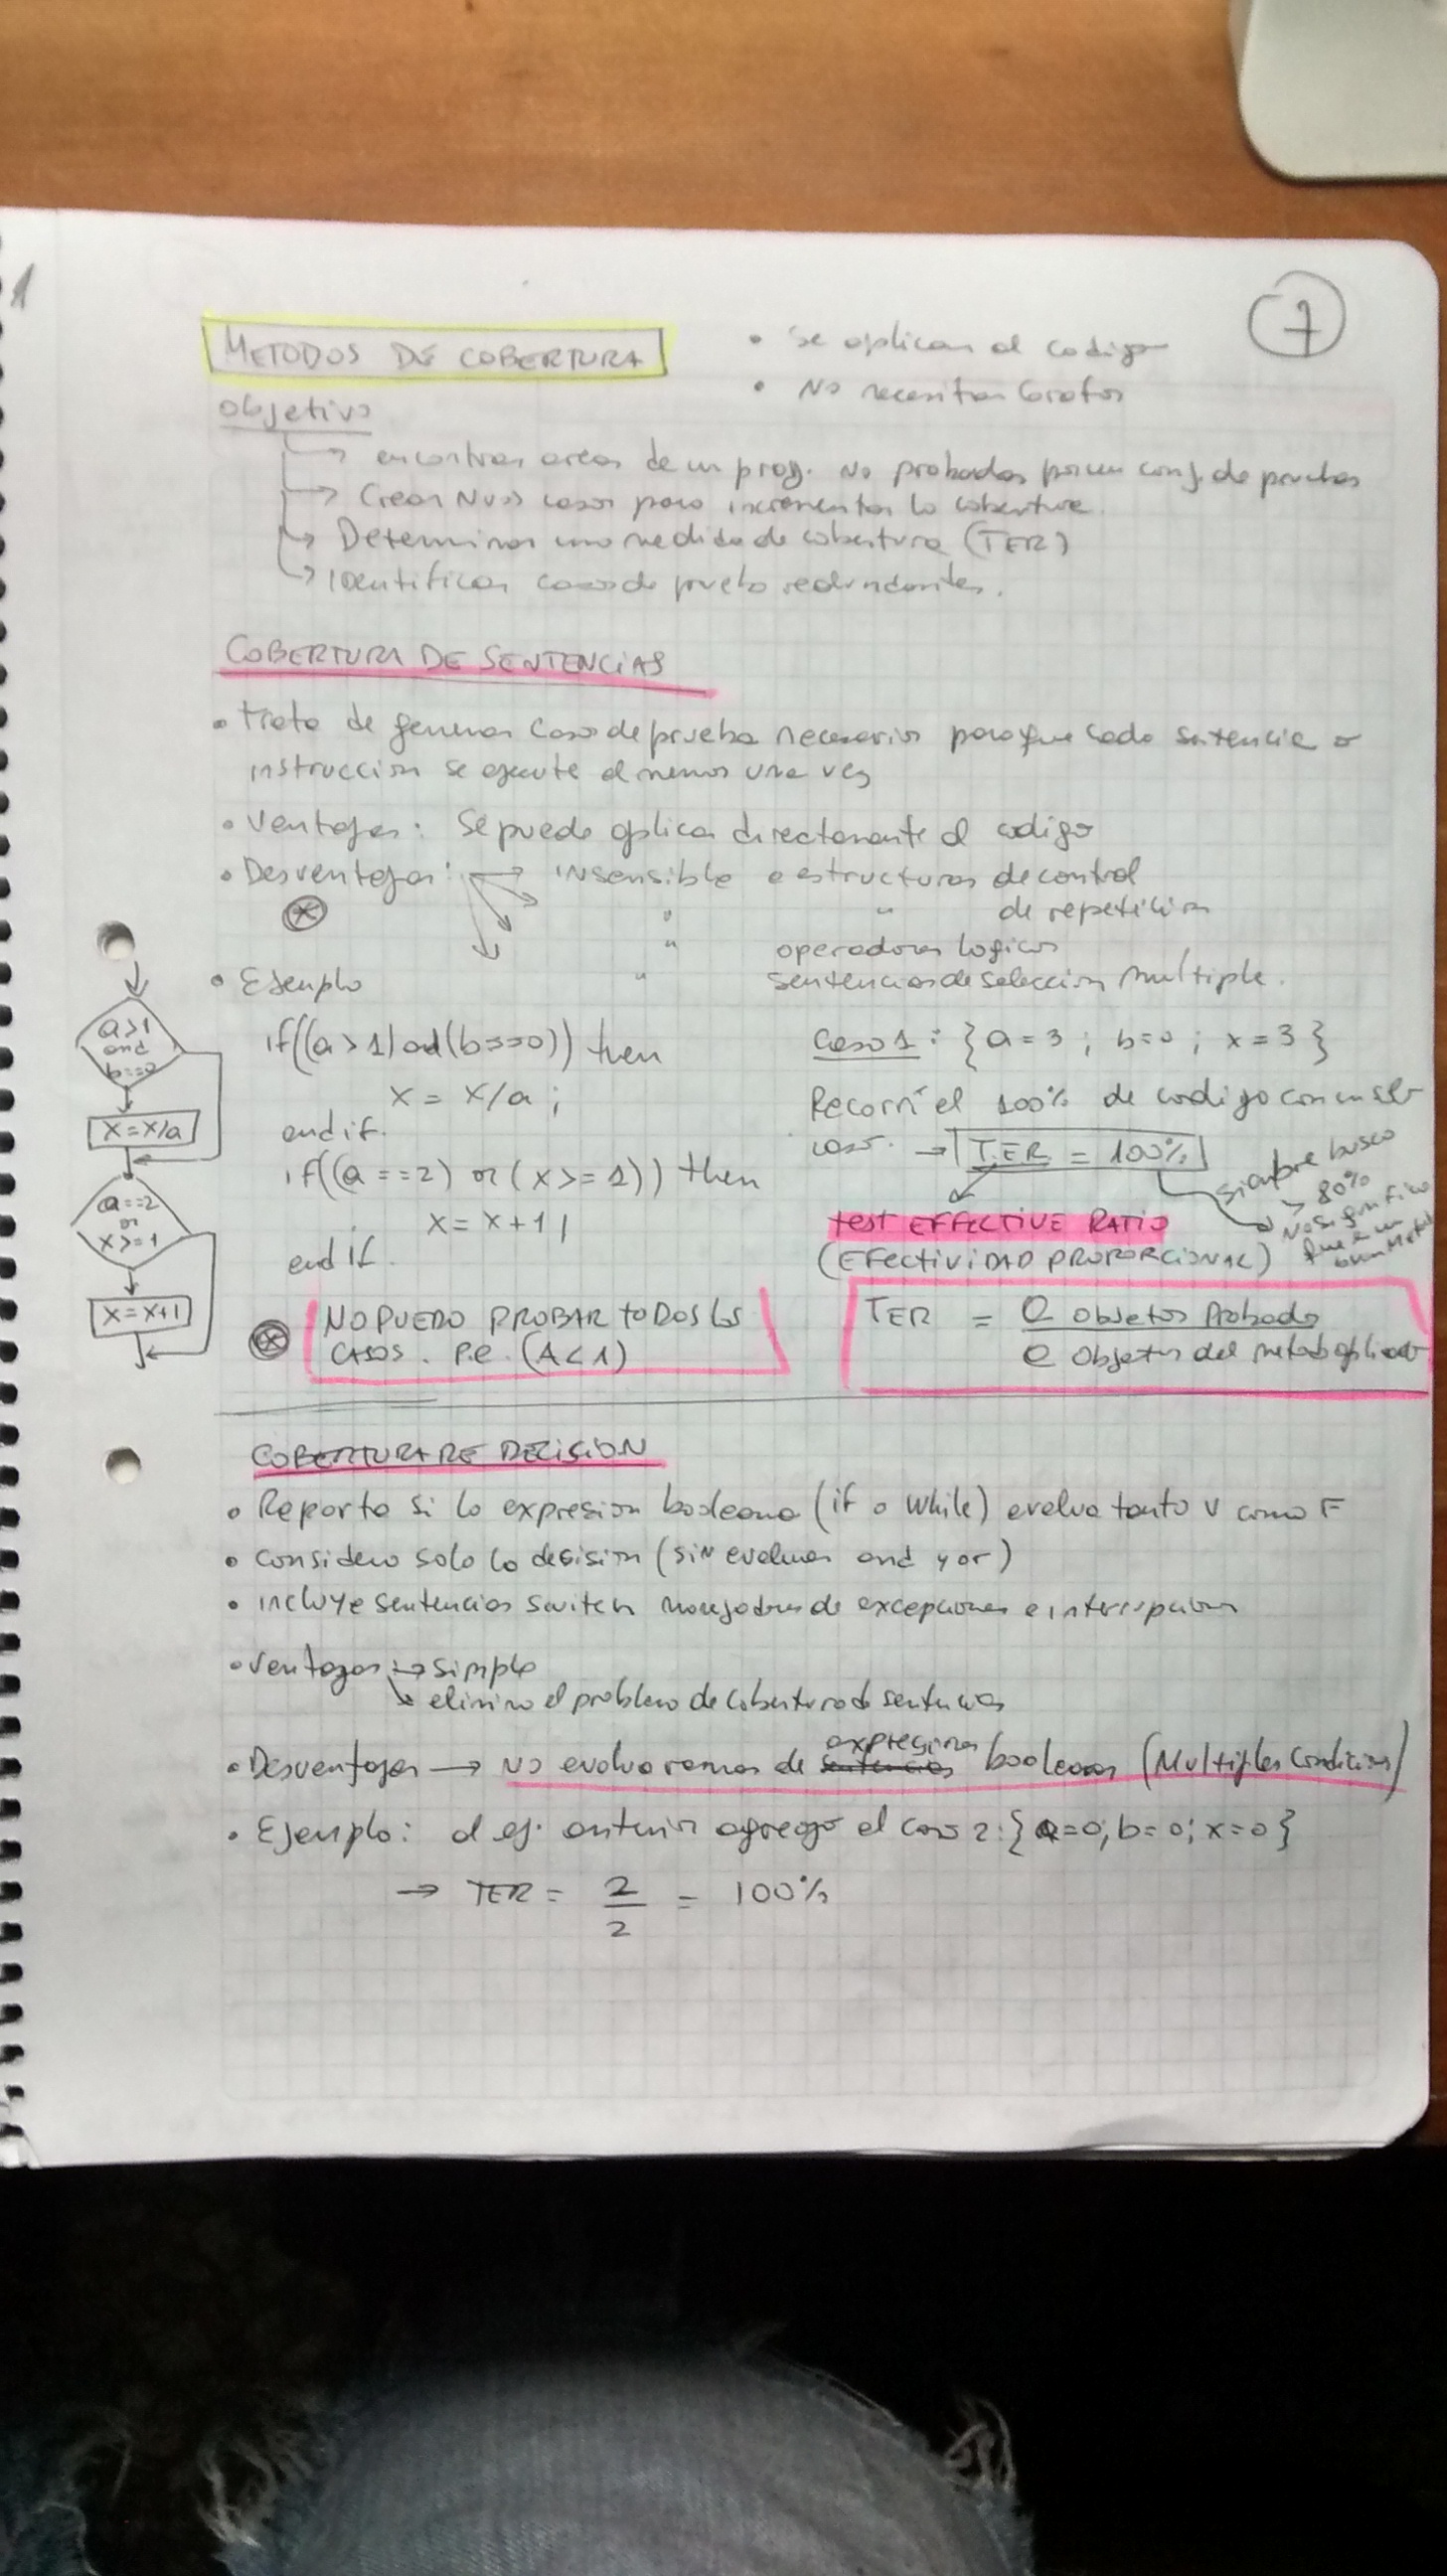 1
7
METODOS DE COBERTURA
• Se aplican al codigo
• No necesitan Grafos
Objetivo
→ encontrar areas de un prog. No probadas por un conj. de pruebas
→ Crear Nvos casos para incrementar la cobertura.
→ Determinar una medida de cobertura (TER)
→ Identificar casos de prueba redundantes.
COBERTURA DE SENTENCIAS
• trata de generar Casos de prueba necesarios para que cada sentencia o
instruccion se ejecute al menos una vez
• Ventajas: Se puede aplicar directamente al codigo
• Desventajas: → INsensible a estructuras de control
" " de repeticion
" operadores logicos
" sentencias de seleccion multiple.
• Ejemplo
if((a>1)and(b==0)) then
x = x/a ;
endif.
if((a==2) or (x>=1)) then
x = x+1;
end if.
a>1
and
b==0
x=x/a
a==2
or
x>=1
x=x+1
Caso 1: {a=3 ; b=0 ; x=3}
Recorrí el 100% de codigo con un solo
caso. → TER = 100%
siempre busco
> 80%
No significa
que es un
buen Metodo
test EFFECTIVE RATIO
(EFectiviDAD PROPORCIONAL)
NO PUEDO PROBAR tODOS los
CASOS. P.e. (A<1)
TER = Q objetos Probados
Q objetos del metodo aplicado
COBERTURA DE DECISION
• Reporta si la expresion booleana (if o while) evalua tanto V como F
• considera solo la desision (sin evaluar and y or)
• incluye sentencias switch manejadores de excepciones e interrupciones
• Ventajas → simple
↘ elimina el problema de cobertura de sentencias
• Desventajas → No evalua ramas de sentencias expresiones booleanas (Multiples Condiciones)
• Ejemplo: al ej. anterior agrego el caso 2: {a=0; b=0; x=0}
→ TER = 2/2 = 100%